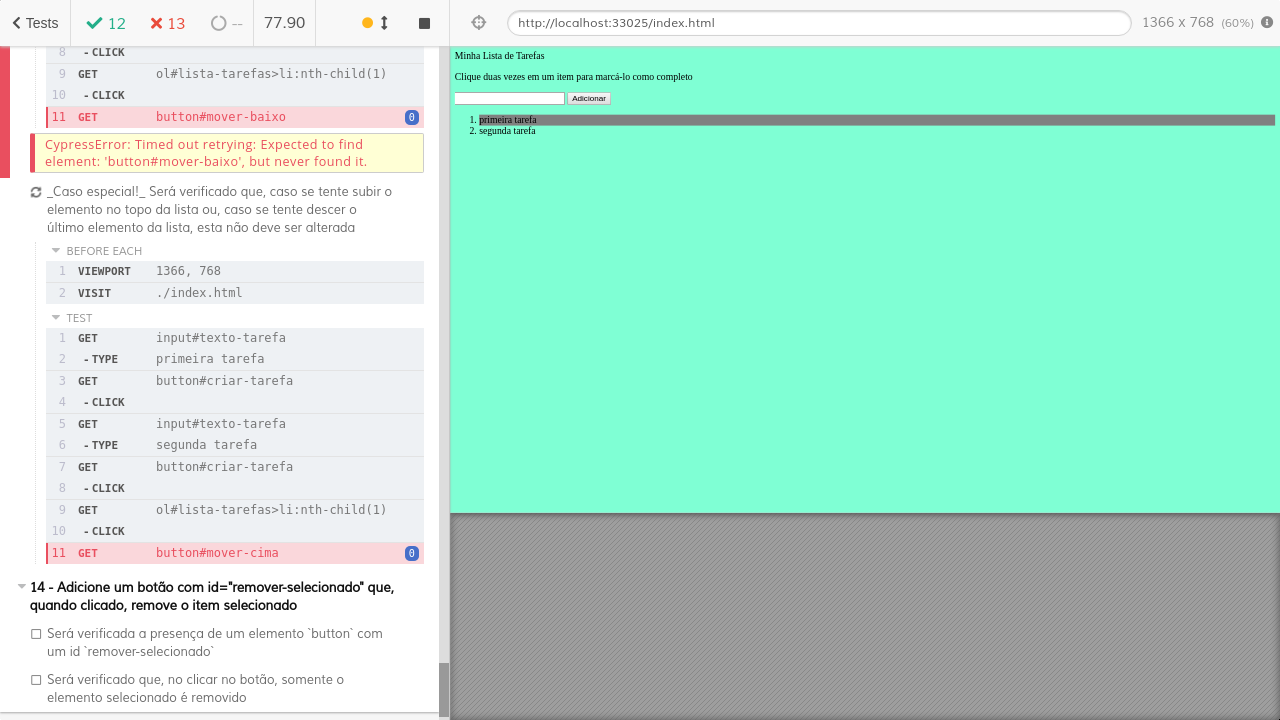 Tests
12
13
--
77.90
http://localhost:33025/index.html
1366 x 768 (60%)
8 -CLICK
9 GET ol#lista-tarefas>li:nth-child(1)
10 -CLICK
11 GET button#mover-baixo 0
CypressError: Timed out retrying: Expected to find
element: 'button#mover-baixo', but never found it.
_Caso especial!_ Será verificado que, caso se tente subir o
elemento no topo da lista ou, caso se tente descer o
último elemento da lista, esta não deve ser alterada
BEFORE EACH
1 VIEWPORT 1366, 768
2 VISIT ./index.html
TEST
1 GET input#texto-tarefa
2 -TYPE primeira tarefa
3 GET button#criar-tarefa
4 -CLICK
5 GET input#texto-tarefa
6 -TYPE segunda tarefa
7 GET button#criar-tarefa
8 -CLICK
9 GET ol#lista-tarefas>li:nth-child(1)
10 -CLICK
11 GET button#mover-cima 0
14 - Adicione um botão com id="remover-selecionado" que,
quando clicado, remove o item selecionado
Será verificada a presença de um elemento `button` com
um id `remover-selecionado`
Será verificado que, no clicar no botão, somente o
elemento selecionado é removido
Minha Lista de Tarefas
Clique duas vezes em um item para marcá-lo como completo
Adicionar
1. primeira tarefa
2. segunda tarefa